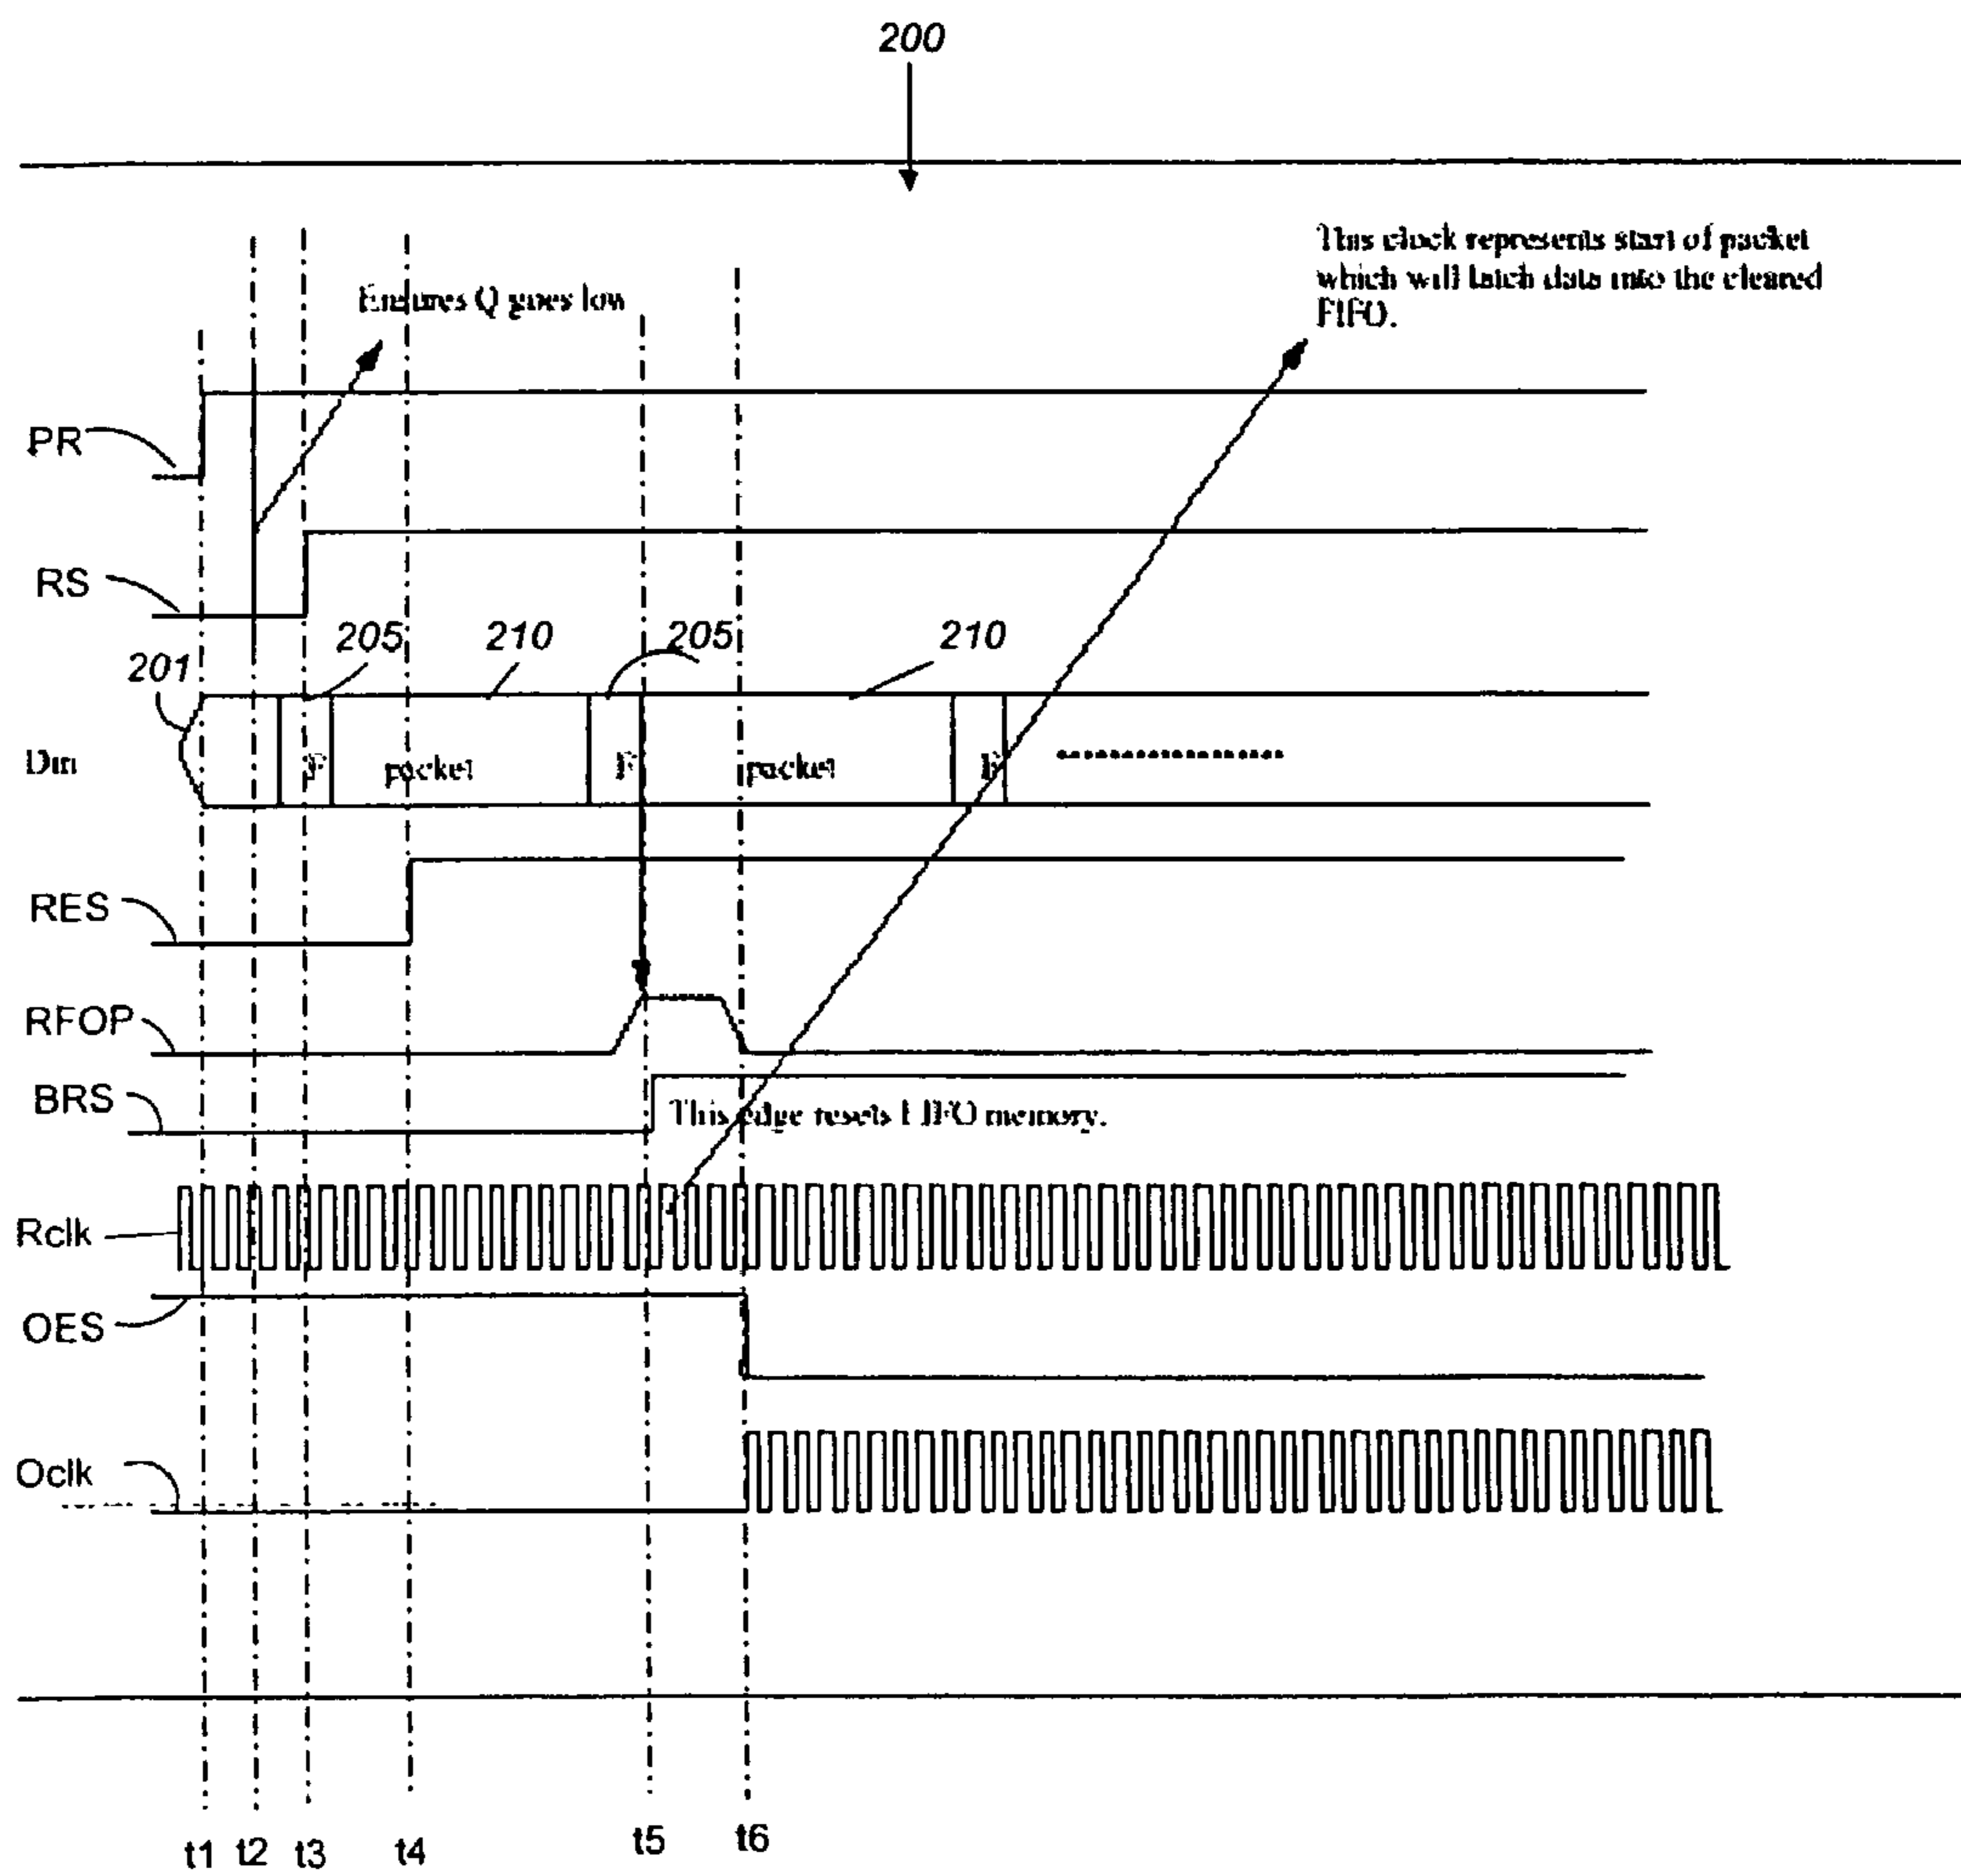 200
This clock represents start of packet
which will latch data into the cleared
FIFO.
Ensures Q goes low
PR
RS
201
205
210
205
210
Din
F
packet
F
packet
F
RES
RFOP
BRS
This edge resets FIFO memory.
Rclk
OES
Oclk
t1
t2
t3
t4
t5
t6